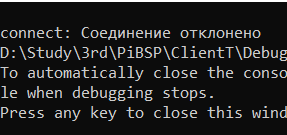 connect: Соединение отклонено
D:\Study\3rd\PiBSP\ClientT\Debug
To automatically close the conso
le when debugging stops.
Press any key to close this wind